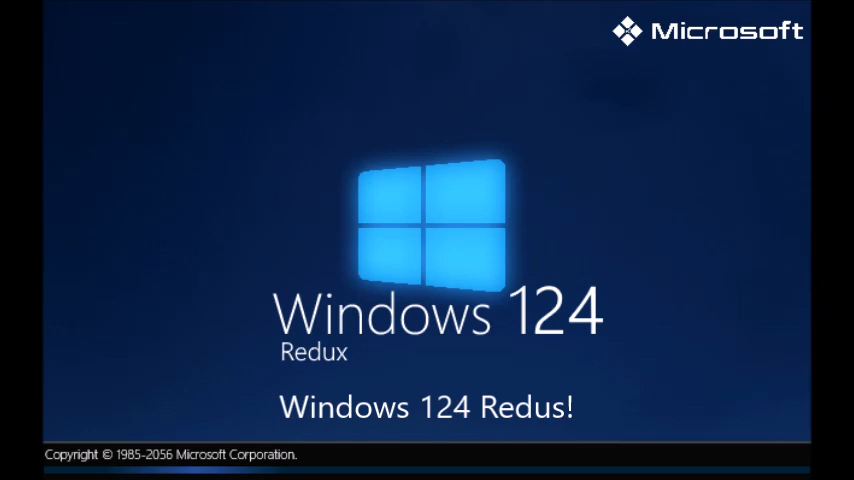 Microsoft
Windows 124
Redux
Windows 124 Redus!
Copyright © 1985-2056 Microsoft Corporation.